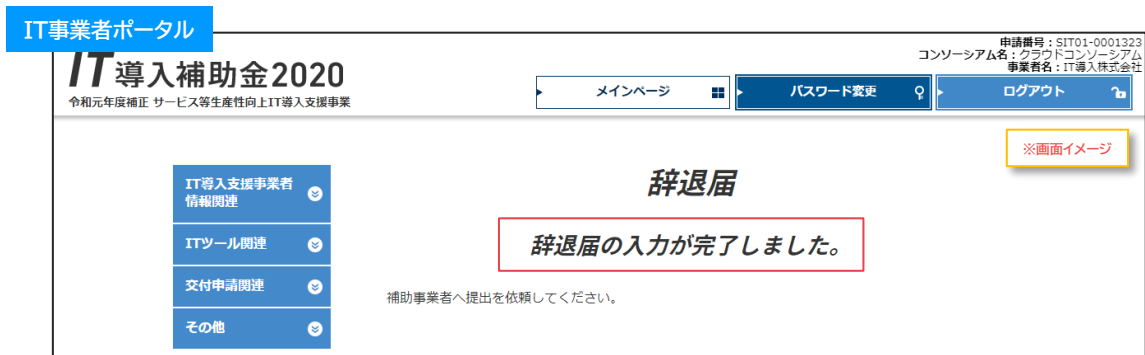 IT事業者ポータル
申請番号：SIT01-0001323
コンソーシアム名：クラウドコンソーシアム
事業者名：IT導入株式会社
IT導入補助金2020
令和元年度補正 サービス等生産性向上IT導入支援事業
メインページ
パスワード変更
ログアウト
※画面イメージ
IT導入支援事業者
情報関連
ITツール関連
交付申請関連
その他
辞退届
辞退届の入力が完了しました。
補助事業者へ提出を依頼してください。